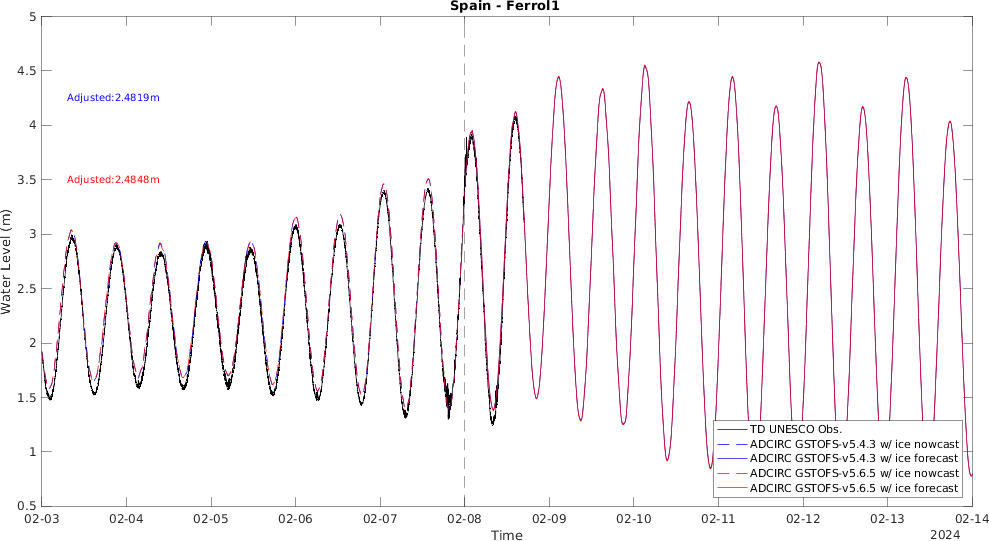 Spain - Ferrol1
5
4.5
4
3.5
3
2.5
2
1.5
1
0.5
Water Level (m)
Adjusted:2.4819m
Adjusted:2.4848m
TD UNESCO Obs.
ADCIRC GSTOFS-v5.4.3 w/ ice nowcast
ADCIRC GSTOFS-v5.4.3 w/ ice forecast
ADCIRC GSTOFS-v5.6.5 w/ ice nowcast
ADCIRC GSTOFS-v5.6.5 w/ ice forecast
02-03 02-04 02-05 02-06 02-07 02-08 02-09 02-10 02-11 02-12 02-13 02-14
Time
2024